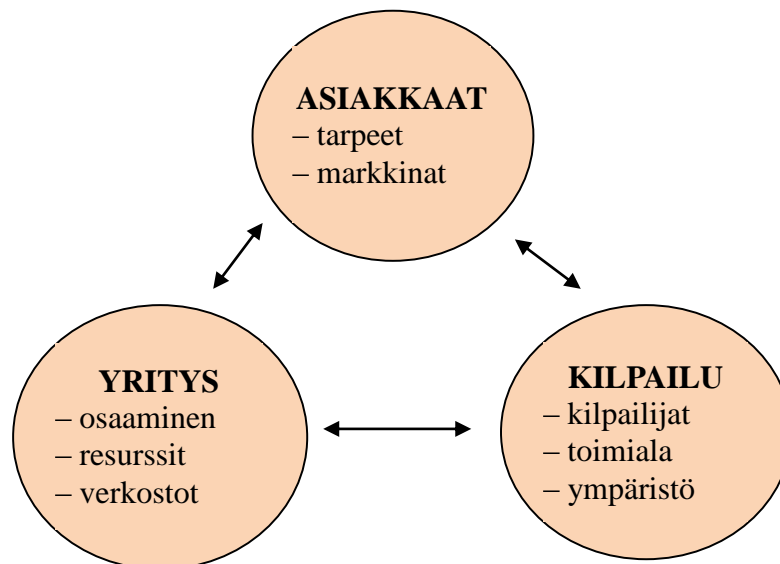 ASIAKKAAT
– tarpeet
– markkinat
YRITYS
– osaaminen
– resurssit
– verkostot
KILPAILU
– kilpailijat
– toimiala
– ympäristö